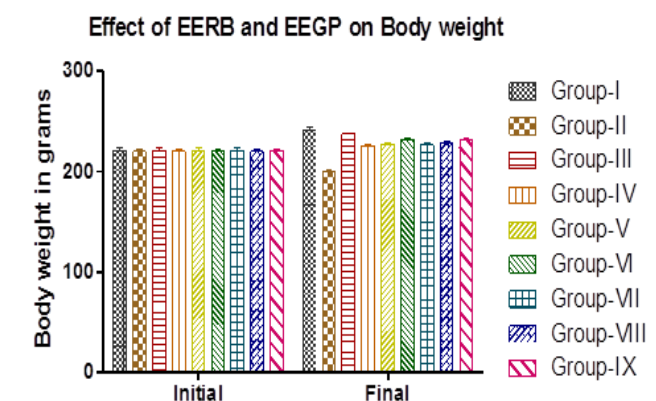 Effect of EERB and EEGP on Body weight
Body weight in grams
300
200
100
0
Initial
Final
Group-I
Group-II
Group-III
Group-IV
Group-V
Group-VI
Group-VII
Group-VIII
Group-IX